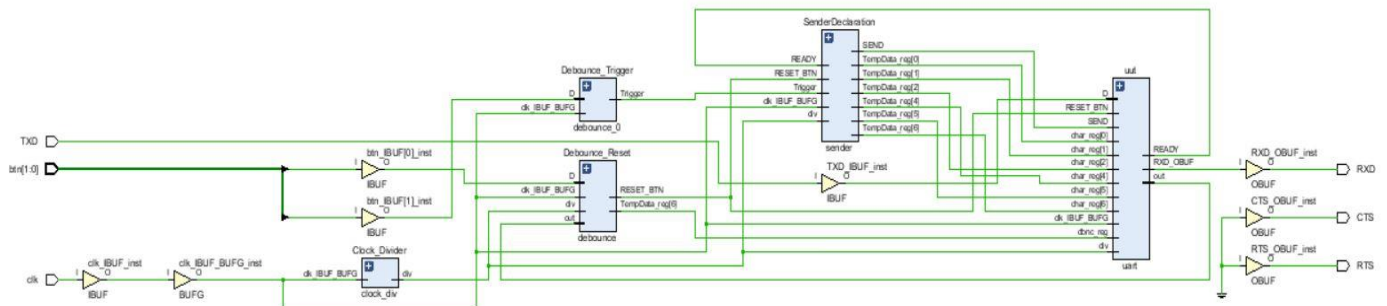 SenderDeclaration
READY
RESET_BTN
Trigger
clk_IBUF_BUFG
div
SEND
TempData_reg[0]
TempData_reg[1]
TempData_reg[2]
TempData_reg[4]
TempData_reg[5]
TempData_reg[6]
sender
Debounce_Trigger
D
clk_IBUF_BUFG
Trigger
debounce_0
uut
D
RESET_BTN
SEND
char_reg[0]
char_reg[1]
char_reg[2]
char_reg[4]
char_reg[5]
char_reg[6]
clk_IBUF_BUFG
dbnc_reg
div
READY
RXD_OBUF
out
uart
TXD
btn[1:0]
btn_IBUF[0]_inst
I
O
IBUF
btn_IBUF[1]_inst
I
O
IBUF
Debounce_Reset
D
clk_IBUF_BUFG
div
out
RESET_BTN
TempData_reg[6]
debounce
TXD_IBUF_inst
I
O
IBUF
RXD_OBUF_inst
I
O
OBUF
RXD
CTS_OBUF_inst
I
O
OBUF
CTS
RTS_OBUF_inst
I
O
OBUF
RTS
clk
clk_IBUF_inst
I
O
IBUF
clk_IBUF_BUFG_inst
I
O
BUFG
Clock_Divider
clk_IBUF_BUFG
div
clock_div